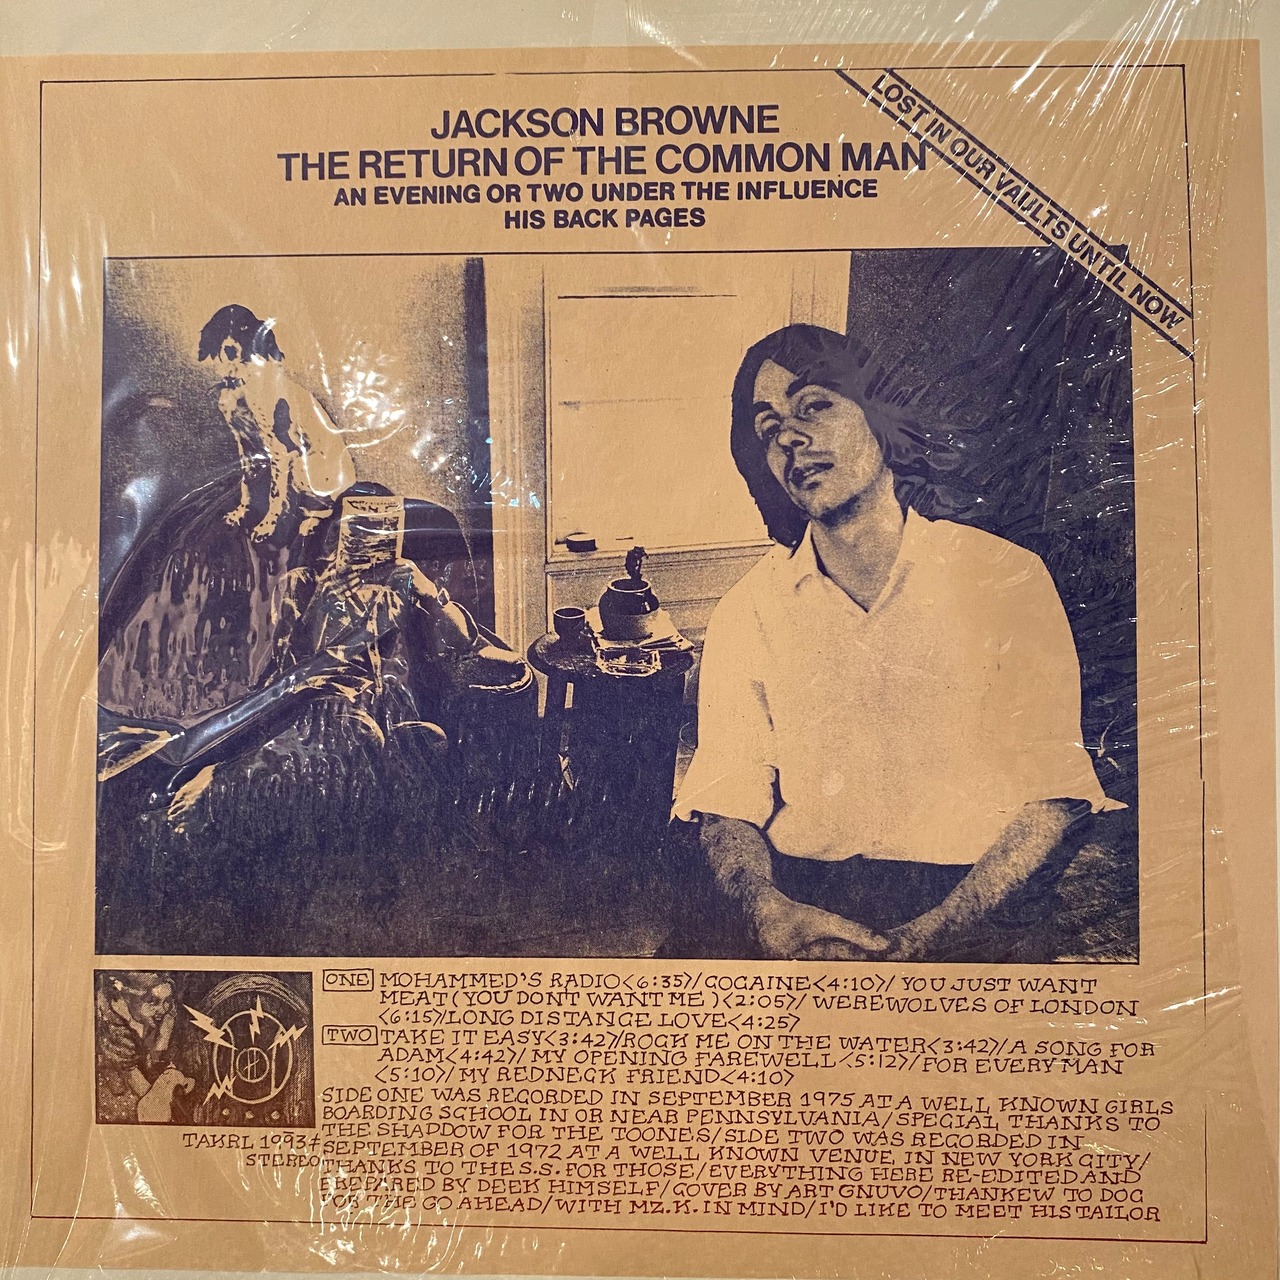 JACKSON BROWNE
THE RETURN OF THE COMMON MAN
AN EVENING OR TWO UNDER THE INFLUENCE
HIS BACK PAGES
LOST IN OUR VAULTS UNTIL NOW
ONE MOHAMMED'S RADIO<6:35>/COCAINE<4:10>/YOU JUST WANT
MEAT(YOU DON'T WANT ME)<2:05>/WEREWOLVES OF LONDON
<6:15>/LONG DISTANCE LOVE<4:25>
TWO TAKE IT EASY<3:42>/ROCK ME ON THE WATER<3:42>/A SONG FOR
ADAM<4:42>/MY OPENING FAREWELL<5:12>/FOR EVERYMAN
<5:10>/MY REDNECK FRIEND<4:10>
SIDE ONE WAS RECORDED IN SEPTEMBER 1975 AT A WELL KNOWN GIRLS
BOARDING SCHOOL IN OR NEAR PENNSYLVANIA/SPECIAL THANKS TO
THE SHADDOW FOR THE TOONES/SIDE TWO WAS RECORDED IN
SEPTEMBER OF 1972 AT A WELL KNOWN VENUE IN NEW YORK CITY/
THANKS TO THE S.S. FOR THOSE/EVERYTHING HERE RE-EDITED AND
PREPARED BY DEEK HIMSELF/COVER BY ART GNUVO/THANKEW TO DOG
FOR THE GO AHEAD/WITH MZ.K. IN MIND/I'D LIKE TO MEET HIS TAILOR
TAKRL 1993
STEREO